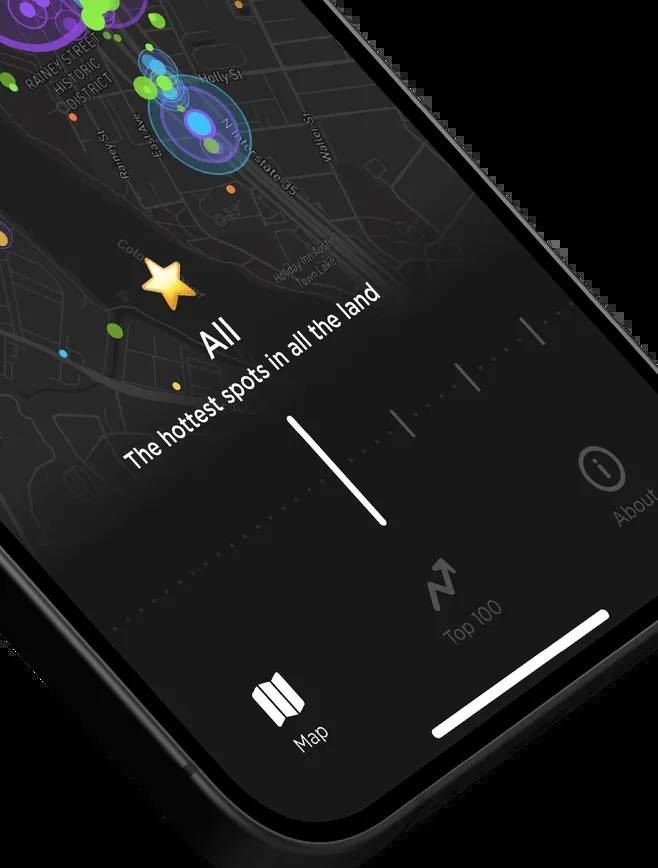 RAINEY STREET
HISTORIC
DISTRICT
Holly St
N Interstate 35
Waller St
East Ave
Rainey St
Holiday Inn Austin
Town Lake
All
The hottest spots in all the land
About
Top 100
Map